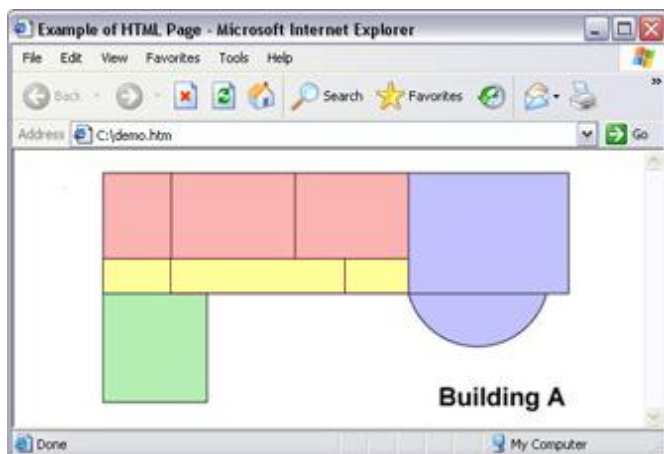 Example of HTML Page - Microsoft Internet Explorer
File Edit View Favorites Tools Help
Back Search Favorites »
Address C:\demo.htm Go
Building A
Done My Computer